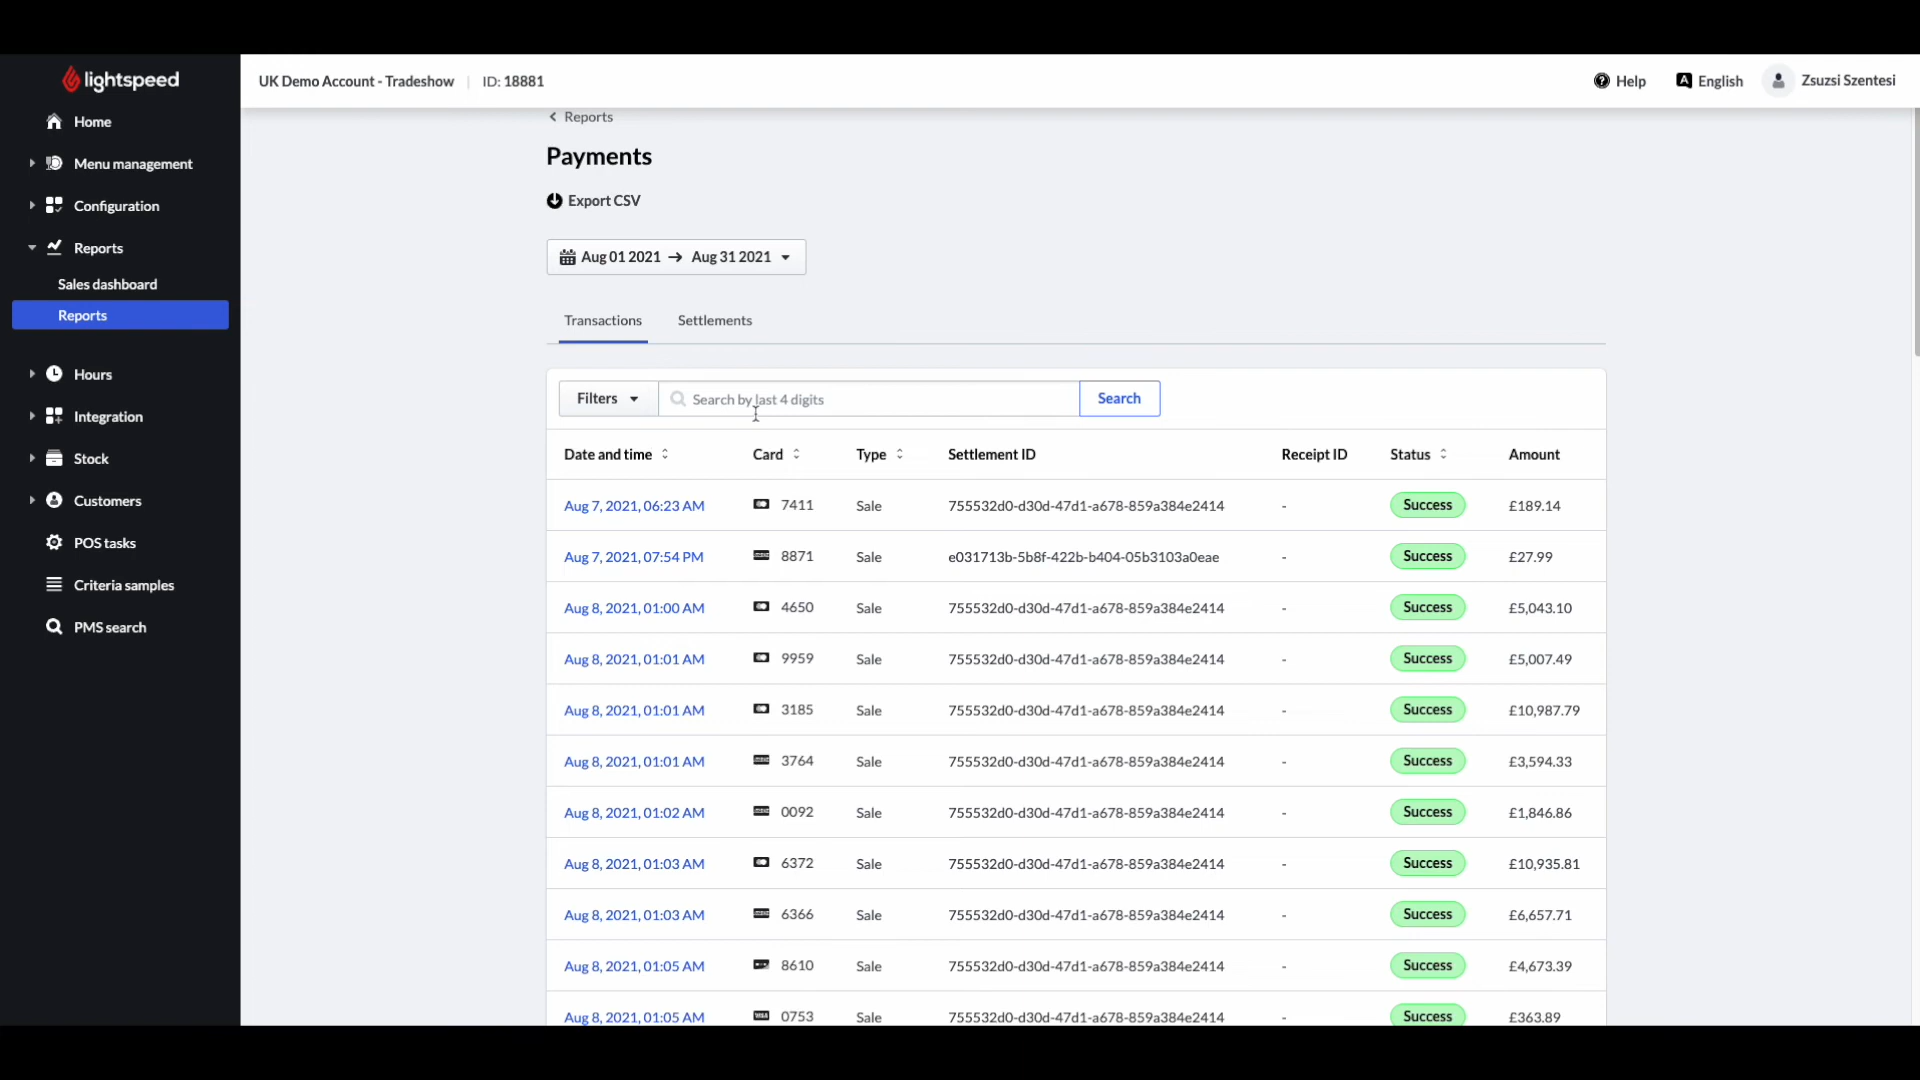 lightspeed
UK Demo Account - Tradeshow | ID: 18881
Help
English
Zsuzsi Szentesi
Home
Menu management
Configuration
Reports
Sales dashboard
Reports
Hours
Integration
Stock
Customers
POS tasks
Criteria samples
PMS search
Reports
Payments
Export CSV
Aug 01 2021 → Aug 31 2021
Transactions Settlements
Filters Search by last 4 digits Search
Date and time Card Type Settlement ID Receipt ID Status Amount
Aug 7, 2021, 06:23 AM 7411 Sale 755532d0-d30d-47d1-a678-859a384e2414 - Success £189.14
Aug 7, 2021, 07:54 PM 8871 Sale e031713b-5b8f-422b-b404-05b3103a0eae - Success £27.99
Aug 8, 2021, 01:00 AM 4650 Sale 755532d0-d30d-47d1-a678-859a384e2414 - Success £5,043.10
Aug 8, 2021, 01:01 AM 9959 Sale 755532d0-d30d-47d1-a678-859a384e2414 - Success £5,007.49
Aug 8, 2021, 01:01 AM 3185 Sale 755532d0-d30d-47d1-a678-859a384e2414 - Success £10,987.79
Aug 8, 2021, 01:01 AM 3764 Sale 755532d0-d30d-47d1-a678-859a384e2414 - Success £3,594.33
Aug 8, 2021, 01:02 AM 0092 Sale 755532d0-d30d-47d1-a678-859a384e2414 - Success £1,846.86
Aug 8, 2021, 01:03 AM 6372 Sale 755532d0-d30d-47d1-a678-859a384e2414 - Success £10,935.81
Aug 8, 2021, 01:03 AM 6366 Sale 755532d0-d30d-47d1-a678-859a384e2414 - Success £6,657.71
Aug 8, 2021, 01:05 AM 8610 Sale 755532d0-d30d-47d1-a678-859a384e2414 - Success £4,673.39
Aug 8, 2021, 01:05 AM 0753 Sale 755532d0-d30d-47d1-a678-859a384e2414 - Success £363.89